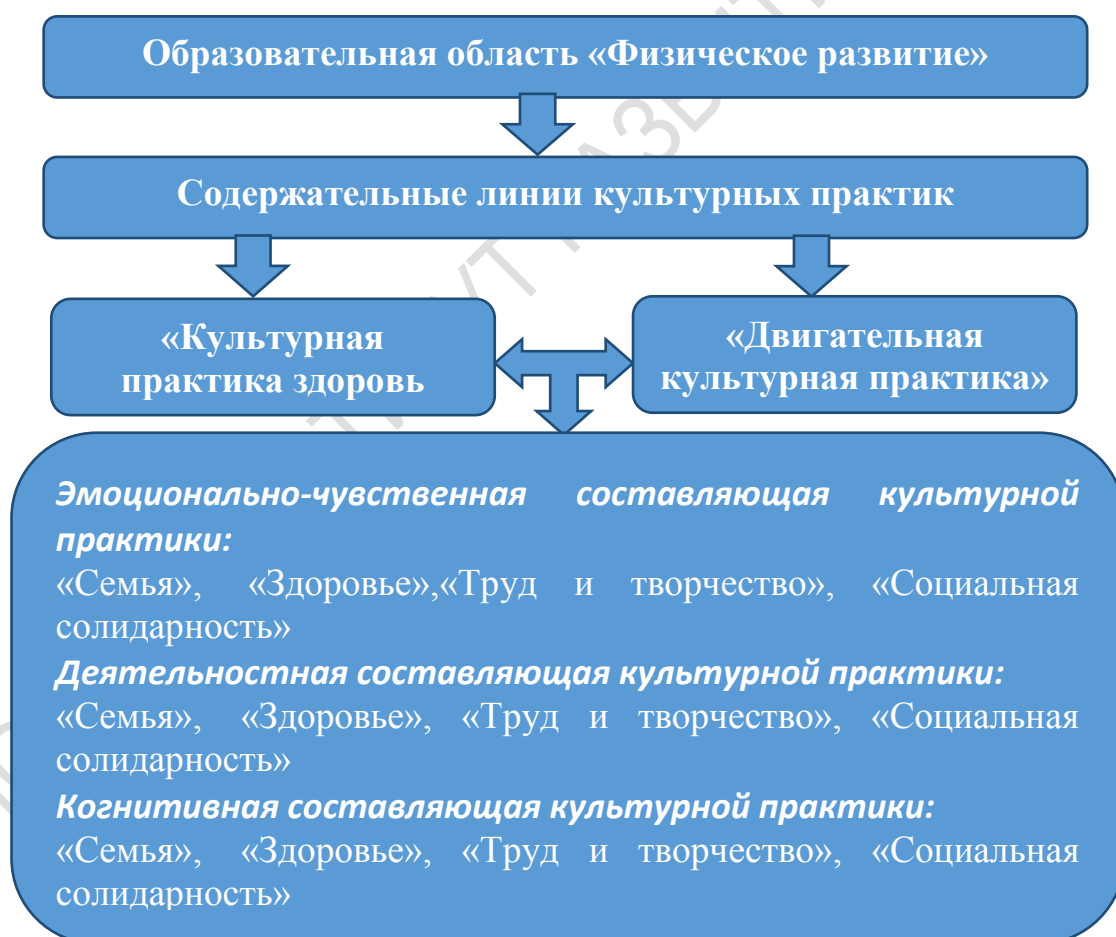 Образовательная область «Физическое развитие»
Содержательные линии культурных практик
«Культурная
практика здоровь
«Двигательная
культурная практика»
Эмоционально-чувственная составляющая культурной
практики:
«Семья», «Здоровье»,«Труд и творчество», «Социальная
солидарность»
Деятельностная составляющая культурной практики:
«Семья», «Здоровье», «Труд и творчество», «Социальная
солидарность»
Когнитивная составляющая культурной практики:
«Семья», «Здоровье», «Труд и творчество», «Социальная
солидарность»